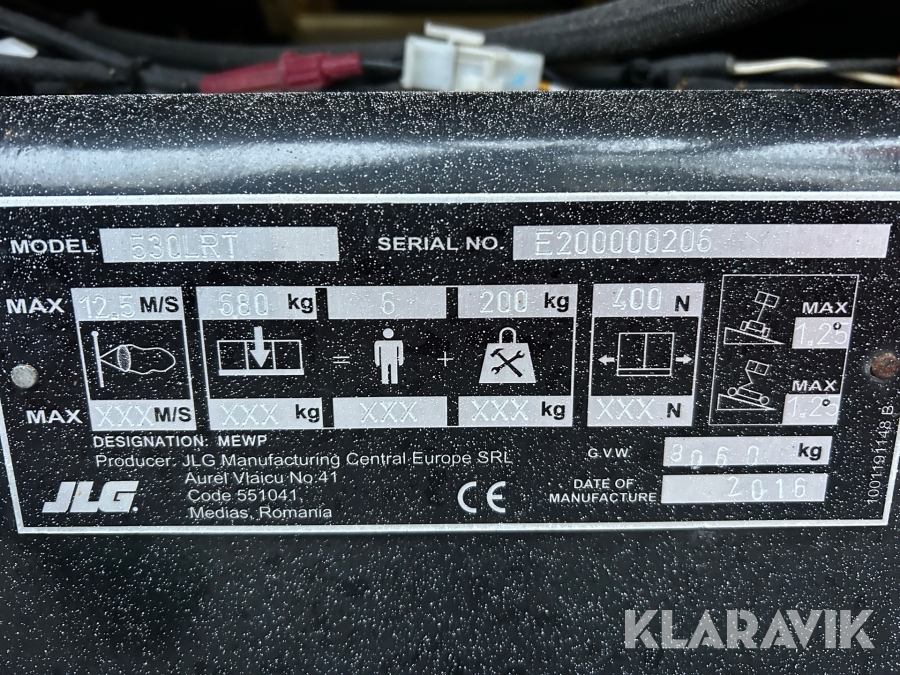 MODEL 530LRT SERIAL NO. E200000206
MAX 12.5 M/S 680 kg 6 200 kg 400 N MAX 1.25°
= +
MAX XXX M/S XXX kg XXX XXX kg XXX N MAX 1.25°
DESIGNATION: MEWP
Producer: JLG Manufacturing Central Europe SRL
Aurel Vlaicu No.41
Code 551041
Medias, Romania
JLG.
CE
G.V.W. 8060 kg
DATE OF
MANUFACTURE 2016
1001191148 B
KLARAVIK